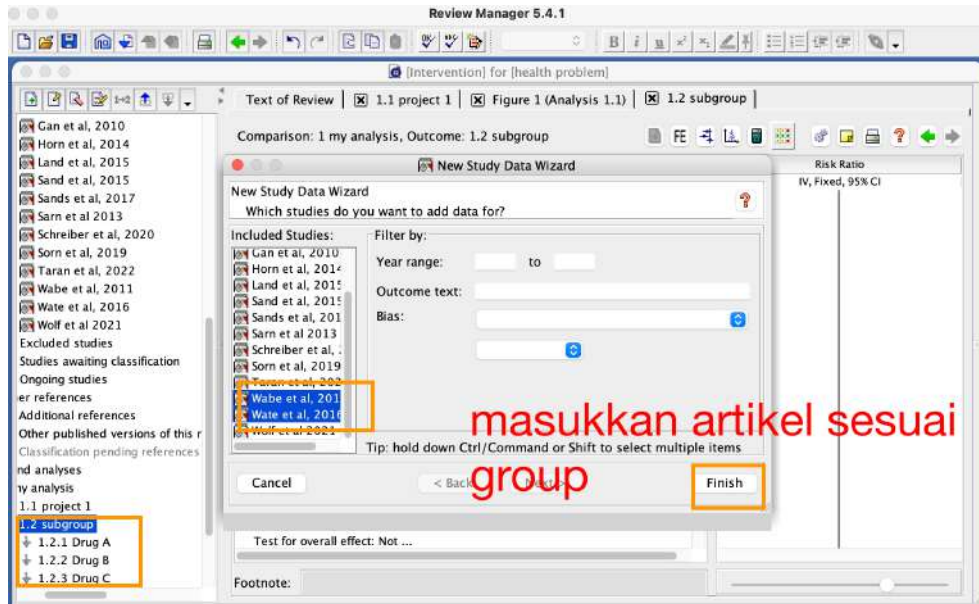 Review Manager 5.4.1
[Intervention] for [health problem]
Text of Review
1.1 project 1
Figure 1 (Analysis 1.1)
1.2 subgroup
Gan et al, 2010
Horn et al, 2014
Land et al, 2015
Sand et al, 2015
Sands et al, 2017
Sarn et al 2013
Schreiber et al, 2020
Sorn et al, 2019
Taran et al, 2022
Wabe et al, 2011
Wate et al, 2016
Wolf et al 2021
Excluded studies
Studies awaiting classification
Ongoing studies
er references
Additional references
Other published versions of this r
Classification pending references
nd analyses
ny analysis
1.1 project 1
1.2 subgroup
1.2.1 Drug A
1.2.2 Drug B
1.2.3 Drug C
Comparison: 1 my analysis, Outcome: 1.2 subgroup
FE
Risk Ratio
IV, Fixed, 95% CI
New Study Data Wizard
New Study Data Wizard
Which studies do you want to add data for?
Included Studies:
Gan et al, 2010
Horn et al, 2014
Land et al, 2015
Sand et al, 2015
Sands et al, 201
Sarn et al 2013
Schreiber et al, 
Sorn et al, 2019
Taran et al, 202
Wabe et al, 201
Wate et al, 2016
Wolf et al 2021
Filter by:
Year range:
to
Outcome text:
Bias:
masukkan artikel sesuai
group
Tip: hold down Ctrl/Command or Shift to select multiple items
Cancel
< Back
Next >
Finish
Test for overall effect: Not ...
Footnote: